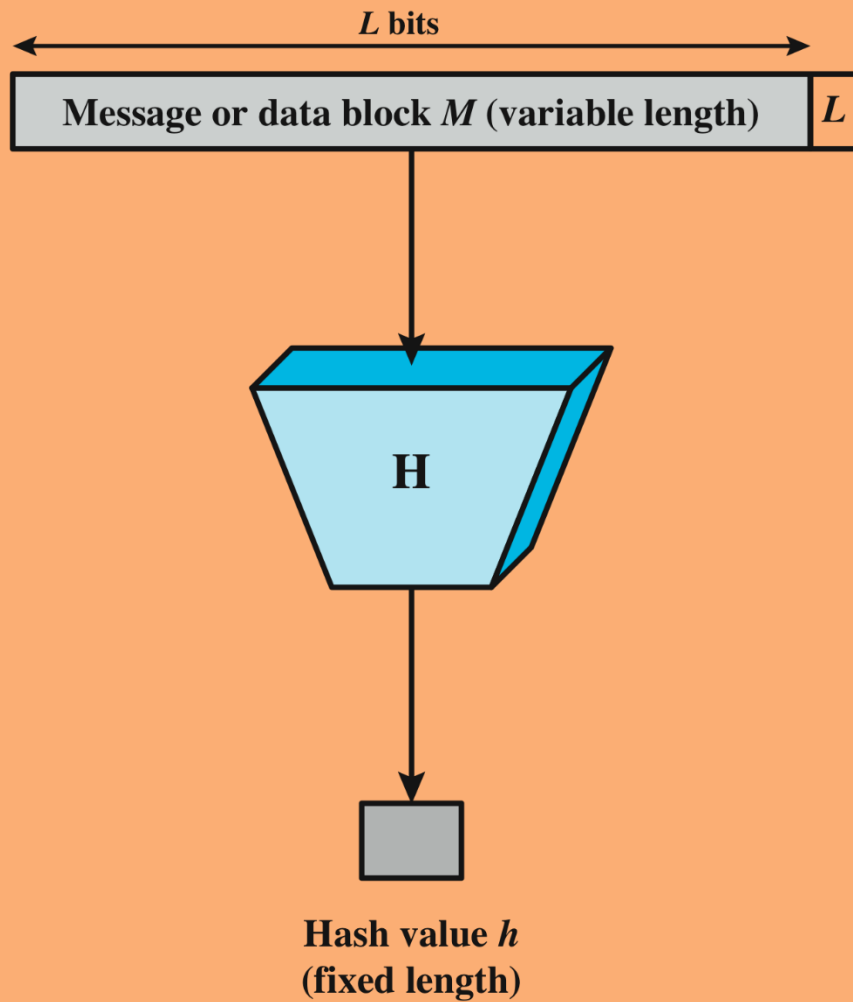 L bits
Message or data block M (variable length) L
H
Hash value h
(fixed length)